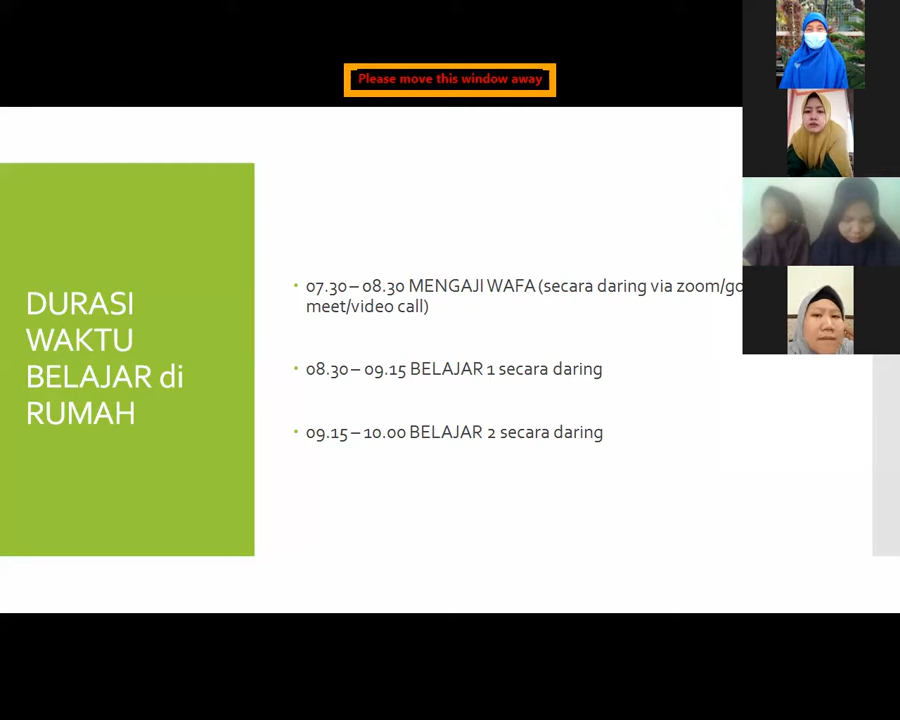 Please move this window away
DURASI
WAKTU
BELAJAR di
RUMAH
• 07.30 – 08.30 MENGAJI WAFA (secara daring via zoom/go
meet/video call)
• 08.30 – 09.15 BELAJAR 1 secara daring
• 09.15 – 10.00 BELAJAR 2 secara daring